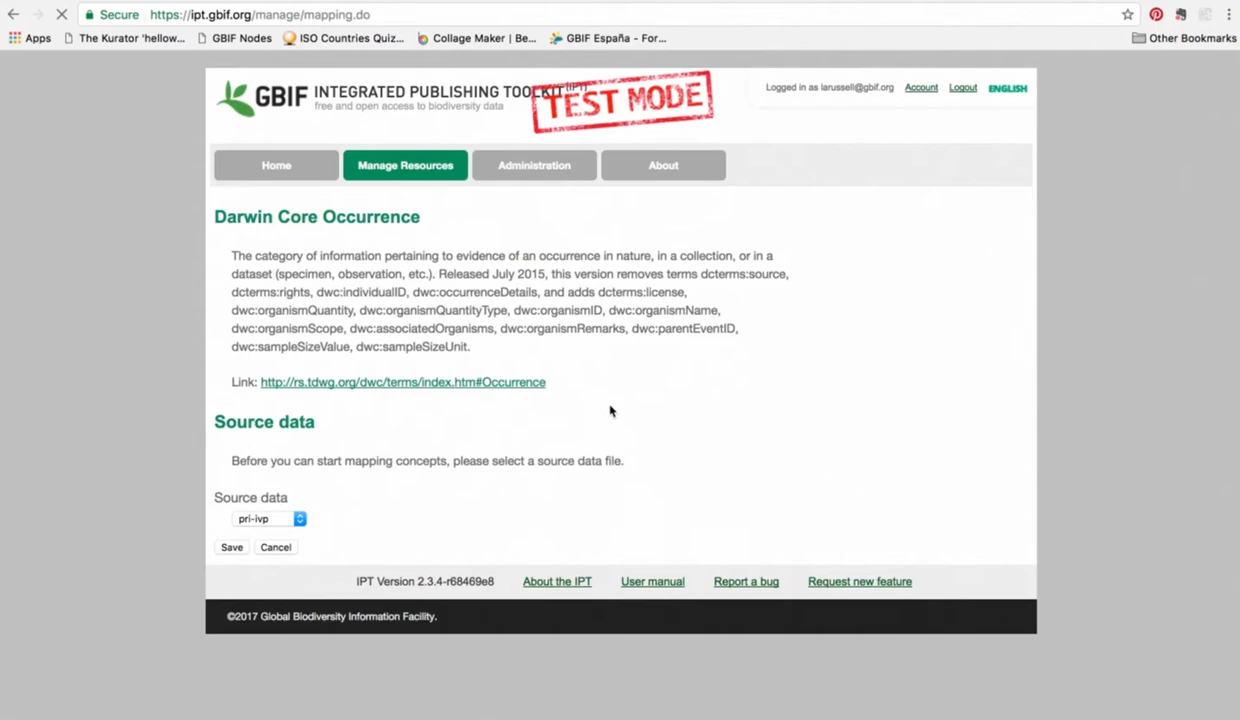 Secure https://ipt.gbif.org/manage/mapping.do
Apps The Kurator 'hellow... GBIF Nodes ISO Countries Quiz... Collage Maker | Be... GBIF España - For... Other Bookmarks
GBIF INTEGRATED PUBLISHING TOOLKIT (IPT)
free and open access to biodiversity data
TEST MODE
Logged in as larussell@gbif.org Account Logout ENGLISH
Home Manage Resources Administration About
Darwin Core Occurrence
The category of information pertaining to evidence of an occurrence in nature, in a collection, or in a
dataset (specimen, observation, etc.). Released July 2015, this version removes terms dcterms:source,
dcterms:rights, dwc:individualID, dwc:occurrenceDetails, and adds dcterms:license,
dwc:organismQuantity, dwc:organismQuantityType, dwc:organismID, dwc:organismName,
dwc:organismScope, dwc:associatedOrganisms, dwc:organismRemarks, dwc:parentEventID,
dwc:sampleSizeValue, dwc:sampleSizeUnit.
Link: http://rs.tdwg.org/dwc/terms/index.htm#Occurrence
Source data
Before you can start mapping concepts, please select a source data file.
Source data
pri-ivp
Save Cancel
IPT Version 2.3.4-r68469e8 About the IPT User manual Report a bug Request new feature
©2017 Global Biodiversity Information Facility.